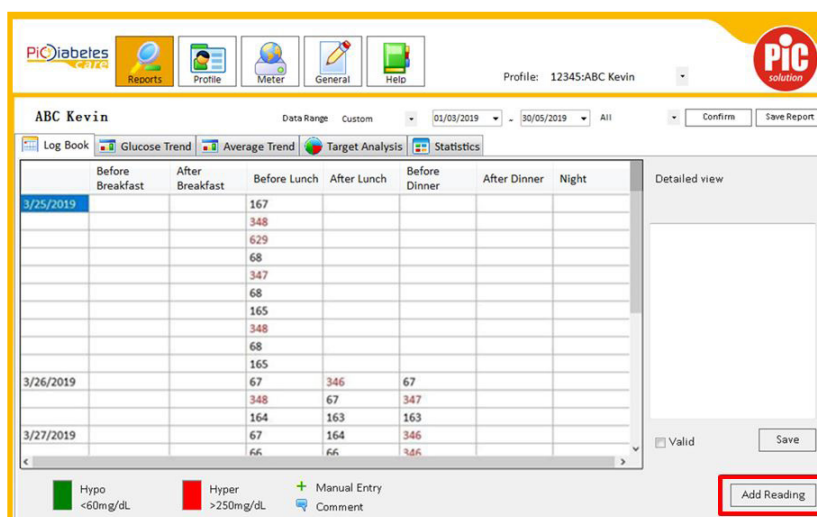 PiC Diabetes
care
Reports
Profile
Meter
General
Help
Profile: 12345:ABC Kevin
PiC
solution
ABC Kevin
Data Range Custom 01/03/2019 - 30/05/2019 All Confirm Save Report
Log Book Glucose Trend Average Trend Target Analysis Statistics
Before Breakfast After Breakfast Before Lunch After Lunch Before Dinner After Dinner Night Detailed view
3/25/2019 167
348
629
68
347
68
165
348
68
165
3/26/2019 67 346 67
348 67 347
164 163 163
3/27/2019 67 164 346
66 66 346
Valid Save
Hypo Hyper + Manual Entry
<60mg/dL >250mg/dL Comment
Add Reading